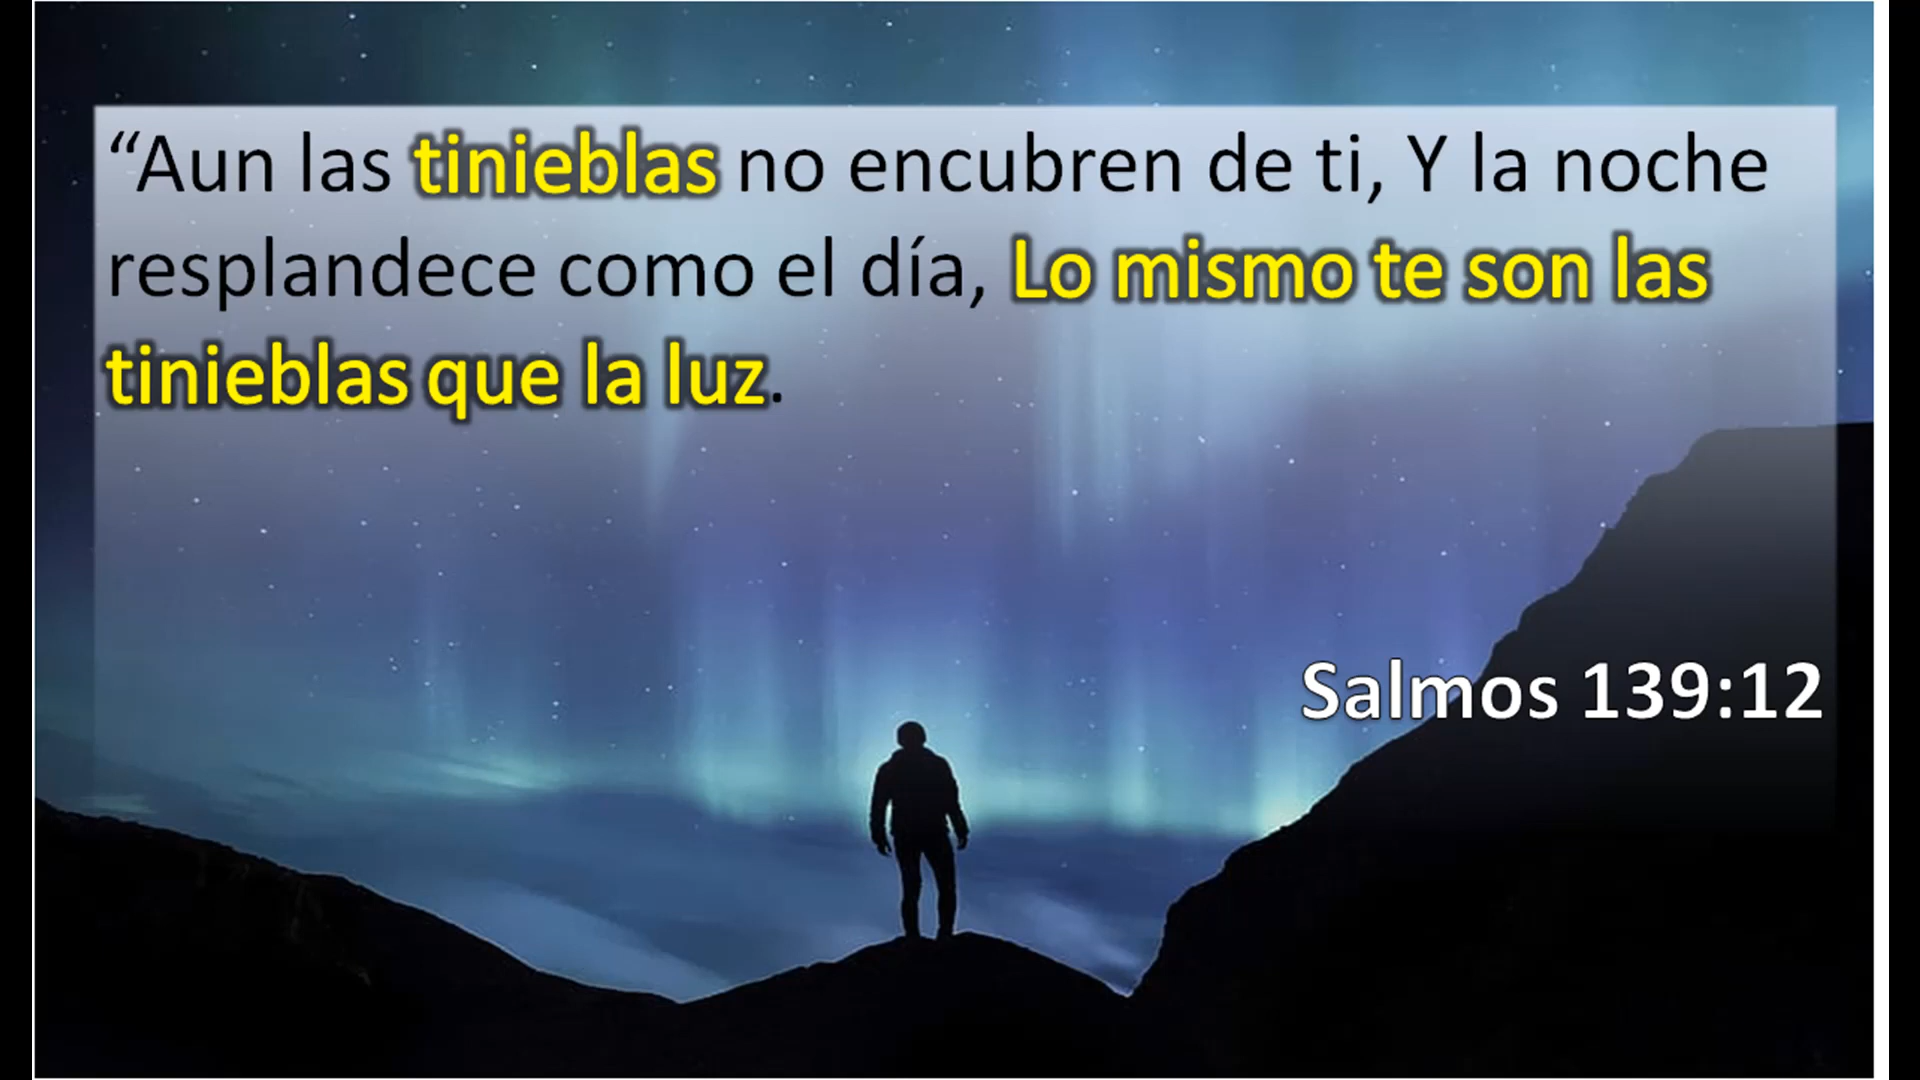 “Aun las tinieblas no encubren de ti, Y la noche
resplandece como el día, Lo mismo te son las
tinieblas que la luz.
Salmos 139:12